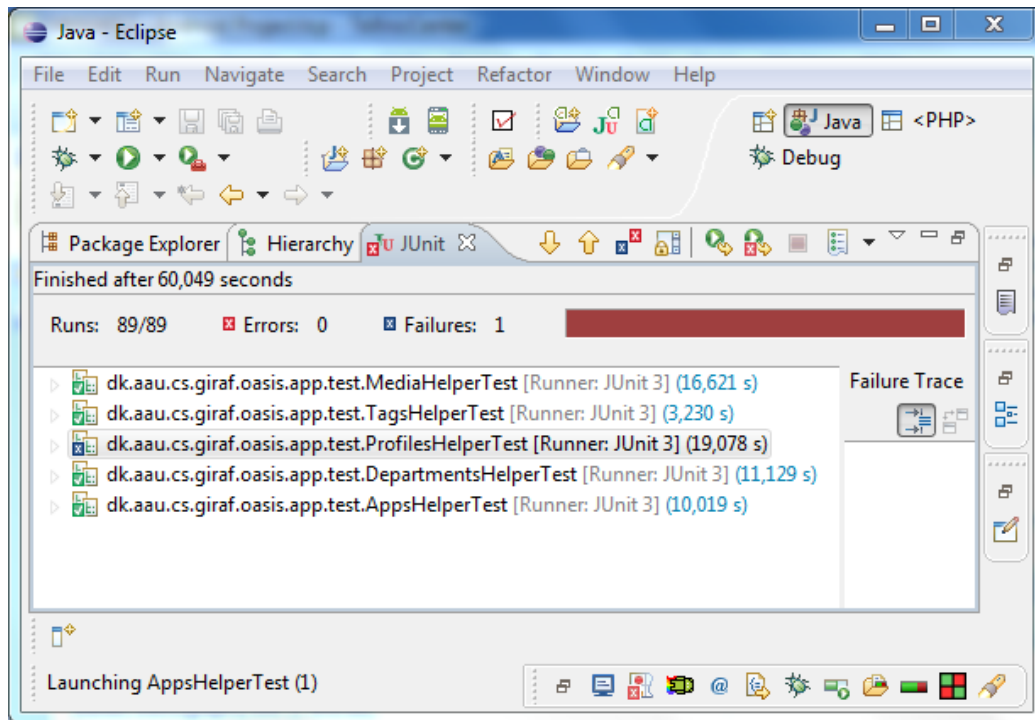 Java - Eclipse
File Edit Run Navigate Search Project Refactor Window Help
Java <PHP>
Debug
Package Explorer Hierarchy JUnit
Finished after 60,049 seconds
Runs: 89/89 Errors: 0 Failures: 1
dk.aau.cs.giraf.oasis.app.test.MediaHelperTest [Runner: JUnit 3] (16,621 s)
Failure Trace
dk.aau.cs.giraf.oasis.app.test.TagsHelperTest [Runner: JUnit 3] (3,230 s)
dk.aau.cs.giraf.oasis.app.test.ProfilesHelperTest [Runner: JUnit 3] (19,078 s)
dk.aau.cs.giraf.oasis.app.test.DepartmentsHelperTest [Runner: JUnit 3] (11,129 s)
dk.aau.cs.giraf.oasis.app.test.AppsHelperTest [Runner: JUnit 3] (10,019 s)
Launching AppsHelperTest (1)